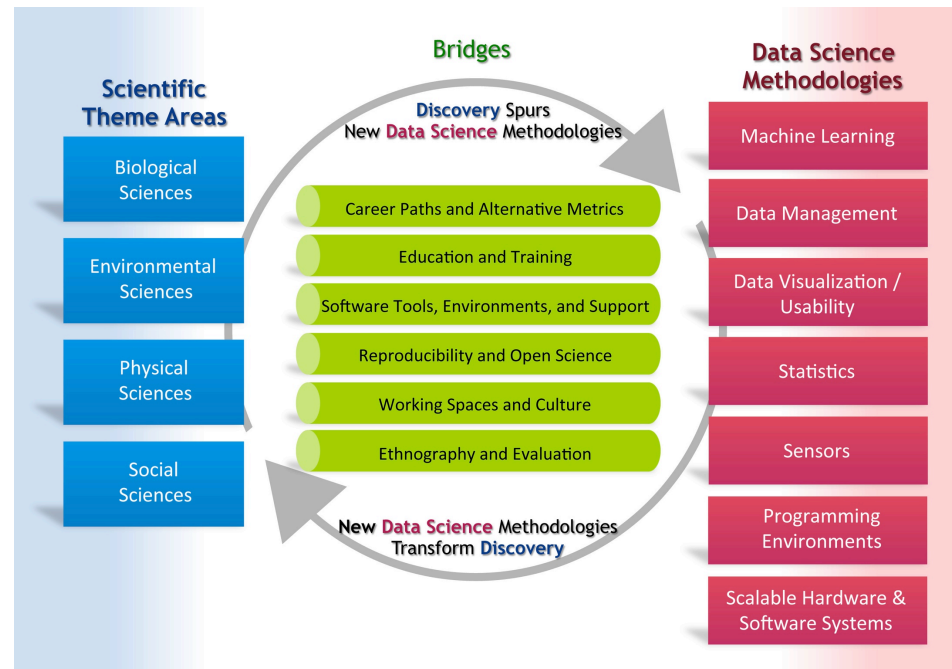 Bridges
Scientific
Theme Areas
Biological
Sciences
Environmental
Sciences
Physical
Sciences
Social
Sciences
Discovery Spurs
New Data Science Methodologies
Career Paths and Alternative Metrics
Education and Training
Software Tools, Environments, and Support
Reproducibility and Open Science
Working Spaces and Culture
Ethnography and Evaluation
New Data Science Methodologies
Transform Discovery
Data Science
Methodologies
Machine Learning
Data Management
Data Visualization /
Usability
Statistics
Sensors
Programming
Environments
Scalable Hardware &
Software Systems